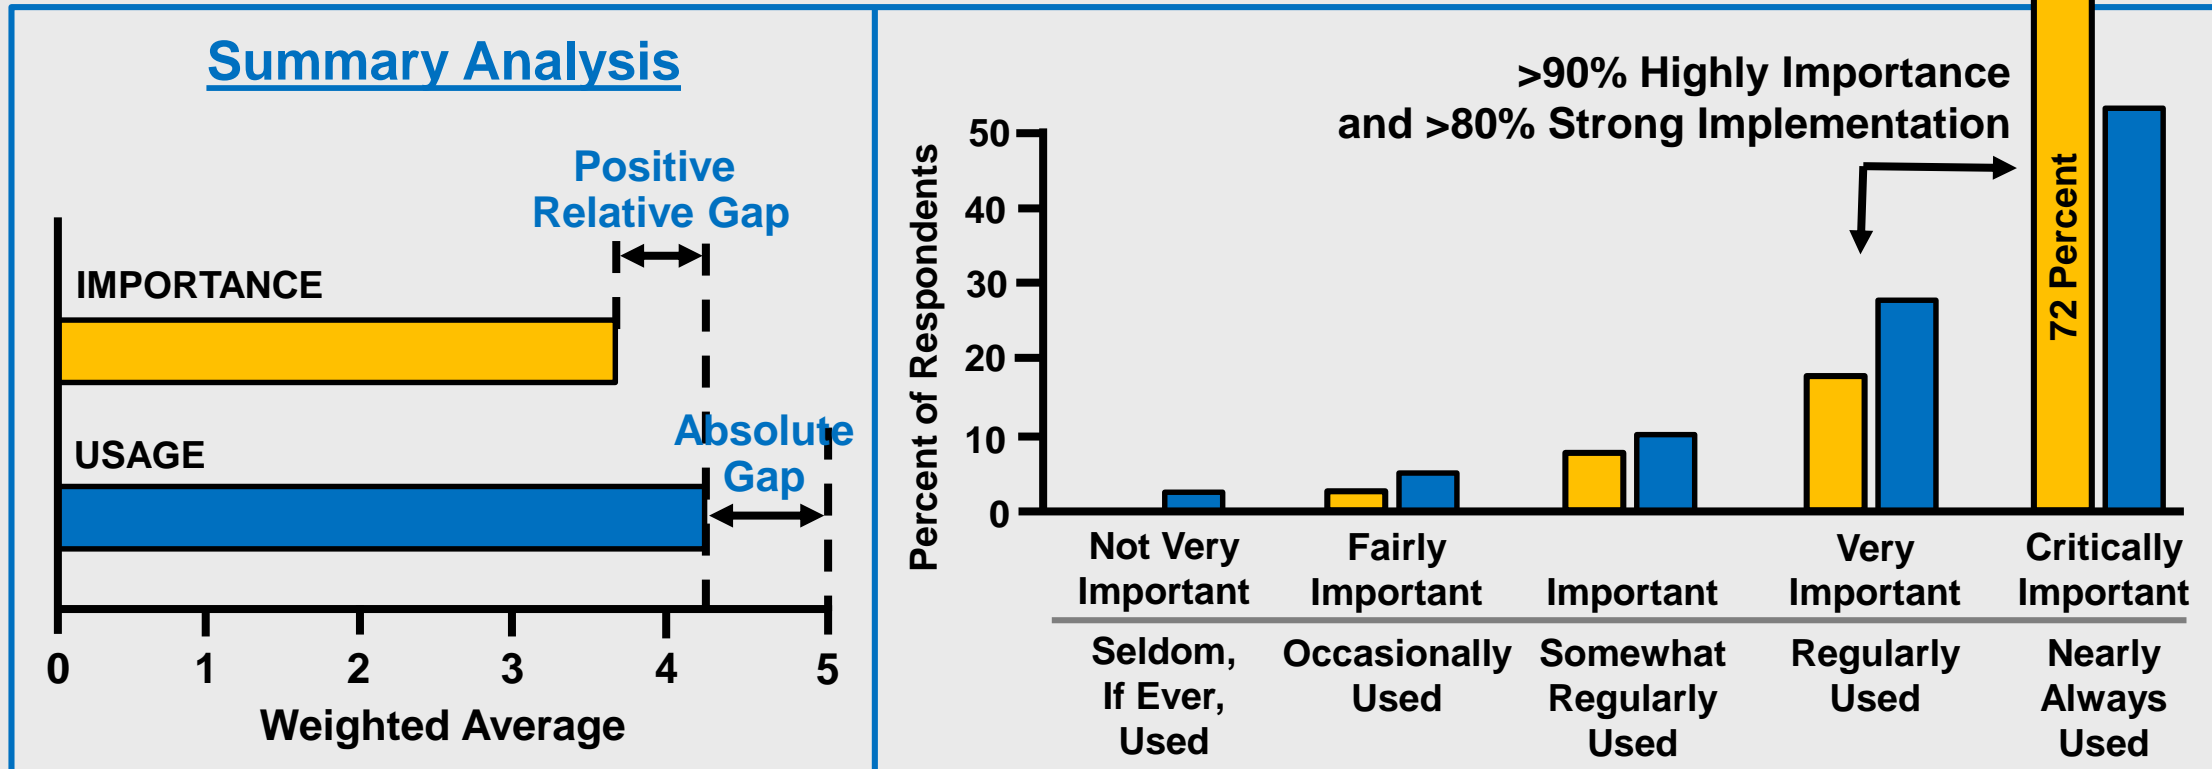 Summary Analysis
Positive
Relative Gap
IMPORTANCE
USAGE
Absolute
Gap
0 1 2 3 4 5
Weighted Average
>90% Highly Importance
and >80% Strong Implementation
Percent of Respondents
50
40
30
20
10
0
72 Percent
Not Very
Important
Fairly
Important
Important
Very
Important
Critically
Important
Seldom,
If Ever,
Used
Occasionally
Used
Somewhat
Regularly
Used
Regularly
Used
Nearly
Always
Used